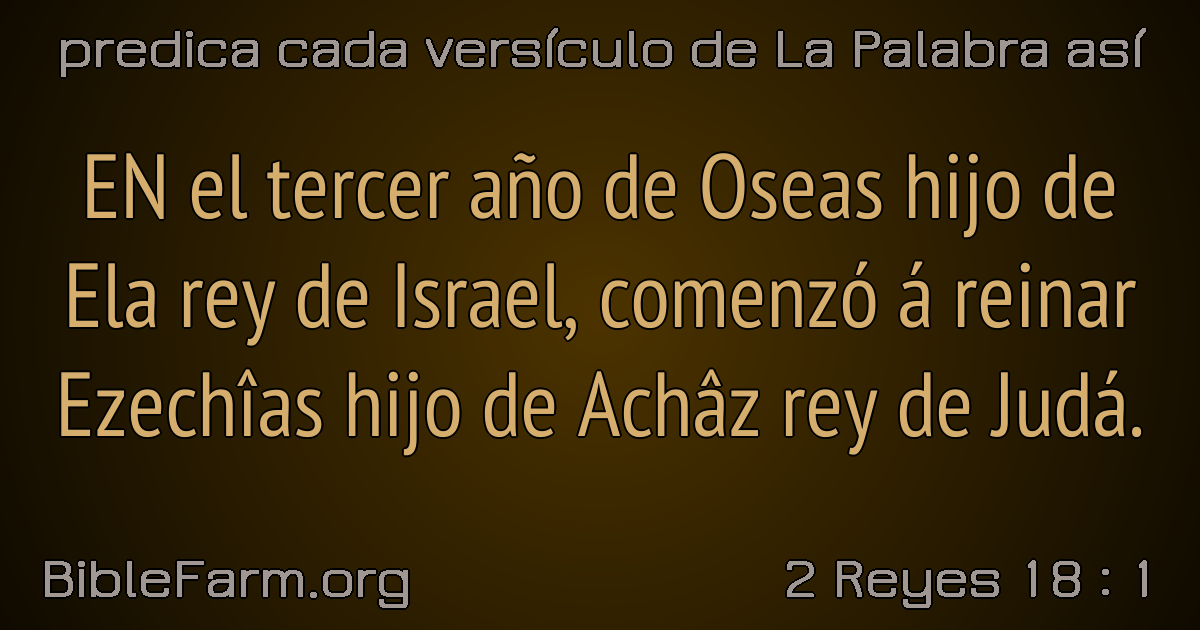 predica cada versículo de La Palabra así
EN el tercer año de Oseas hijo de
Ela rey de Israel, comenzó á reinar
Ezechîas hijo de Achâz rey de Judá.
BibleFarm.org
2 Reyes 18 : 1